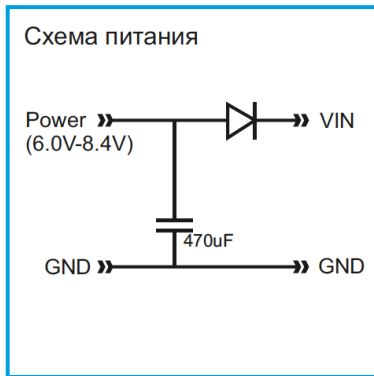 Схема питания
Power
VIN
(6.0V-8.4V)
470uF
GND
GND